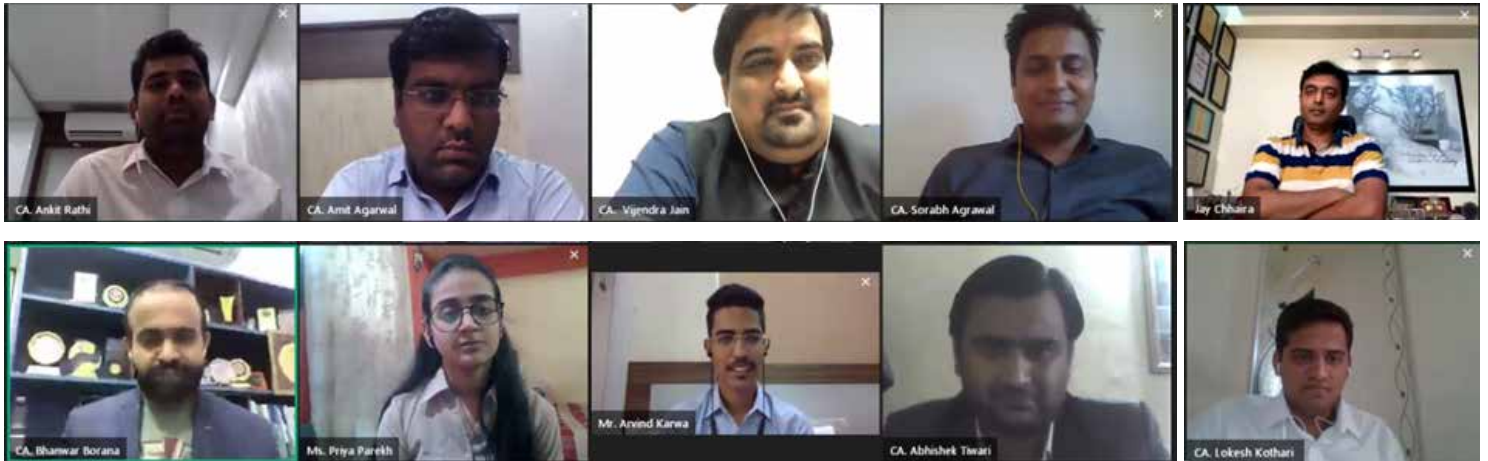 CA. Ankit Rathi
CA. Amit Agarwal
CA. Vijendra Jain
CA. Sorabh Agrawal
Jay Chhaira
CA. Bhanwar Borana
Ms. Priya Parekh
Mr. Arvind Karwa
CA. Abhishek Tiwari
CA. Lokesh Kothari